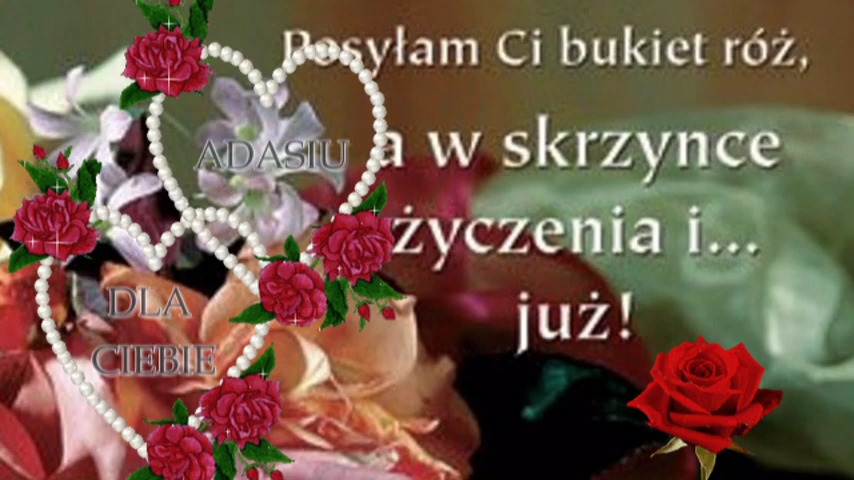 Posyłam Ci bukiet róż,
a w skrzynce
życzenia i...
już!
ADASIU
DLA
CIEBIE